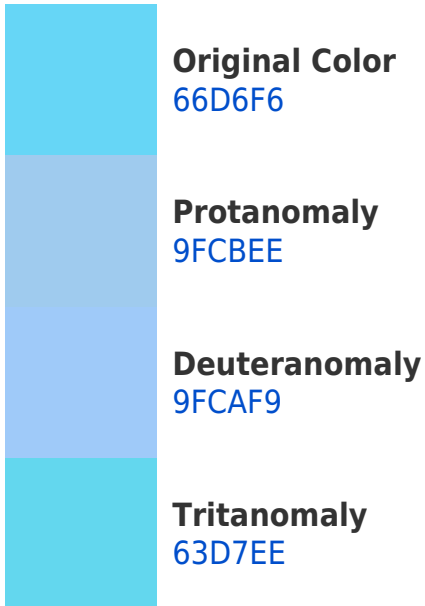 Original Color
66D6F6
Protanomaly
9FCBEE
Deuteranomaly
9FCAF9
Tritanomaly
63D7EE